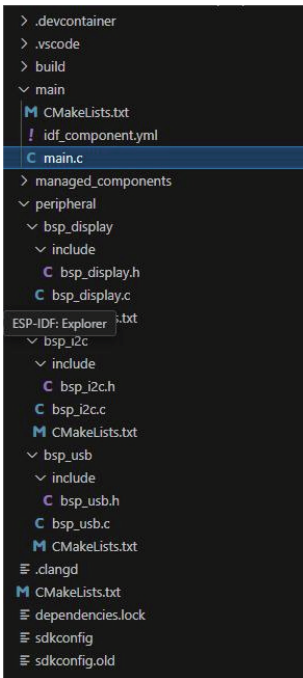 .devcontainer
.vscode
build
main
CMakeLists.txt
idf_component.yml
main.c
managed_components
peripheral
bsp_display
include
bsp_display.h
bsp_display.c
ESP-IDF: Explorer
bsp_i2c
include
bsp_i2c.h
bsp_i2c.c
CMakeLists.txt
bsp_usb
include
bsp_usb.h
bsp_usb.c
CMakeLists.txt
.clangd
CMakeLists.txt
dependencies.lock
sdkconfig
sdkconfig.old